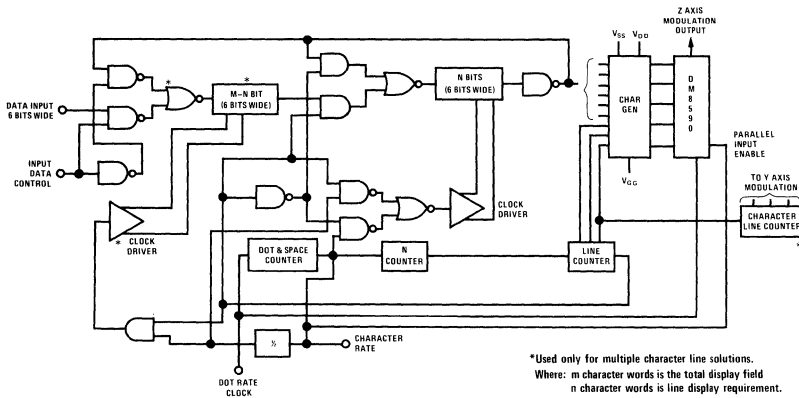 Z AXIS
MODULATION
OUTPUT
VSS VDD
* *
M–N BIT
(6 BITS WIDE)
N BITS
(6 BITS WIDE)
CHAR
GEN
DM8590
DATA INPUT
6 BITS WIDE
PARALLEL
INPUT
ENABLE
INPUT
DATA
CONTROL
VGG
TO Y AXIS
MODULATION
CLOCK
DRIVER
CHARACTER
LINE COUNTER
*
* CLOCK
DRIVER
DOT & SPACE
COUNTER
N
COUNTER
LINE
COUNTER
½
CHARACTER
RATE
DOT RATE
CLOCK
*Used only for multiple character line solutions.
Where: m character words is the total display field
n character words is line display requirement.